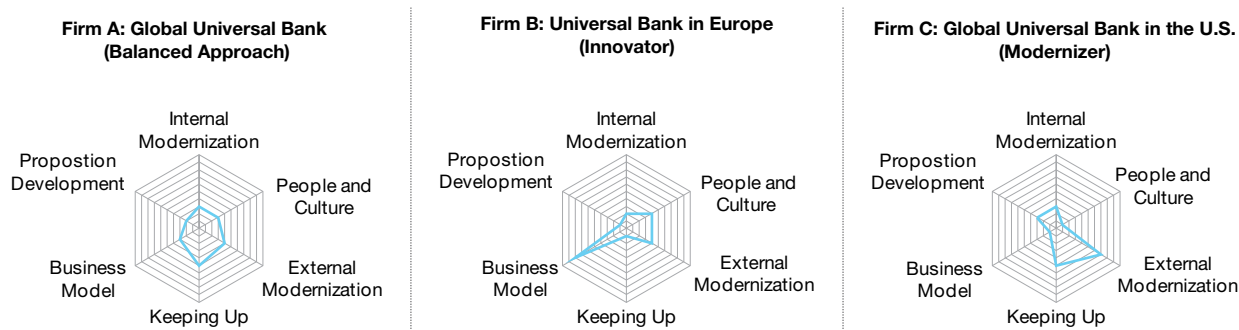 Firm A: Global Universal Bank
(Balanced Approach)
Internal
Modernization
Propostion
Development
People and
Culture
Business
Model
External
Modernization
Keeping Up
Firm B: Universal Bank in Europe
(Innovator)
Internal
Modernization
Propostion
Development
People and
Culture
Business
Model
External
Modernization
Keeping Up
Firm C: Global Universal Bank in the U.S.
(Modernizer)
Internal
Modernization
Propostion
Development
People and
Culture
Business
Model
External
Modernization
Keeping Up